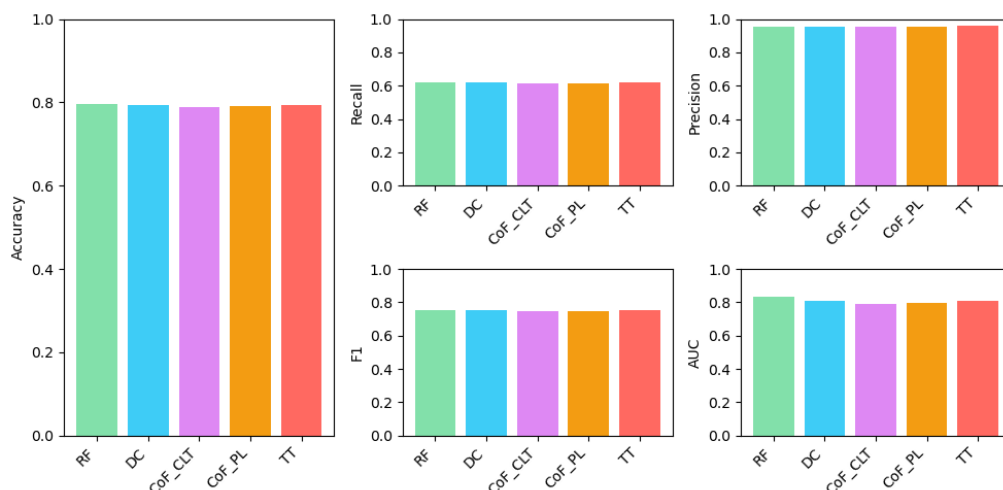 Accuracy
1.0
0.8
0.6
0.4
0.2
0.0
RF
DC
CoF_CLT
CoF_PL
TT
Recall
1.0
0.8
0.6
0.4
0.2
0.0
RF
DC
CoF_CLT
CoF_PL
TT
Precision
1.0
0.8
0.6
0.4
0.2
0.0
RF
DC
CoF_CLT
CoF_PL
TT
F1
1.0
0.8
0.6
0.4
0.2
0.0
RF
DC
CoF_CLT
CoF_PL
TT
AUC
1.0
0.8
0.6
0.4
0.2
0.0
RF
DC
CoF_CLT
CoF_PL
TT